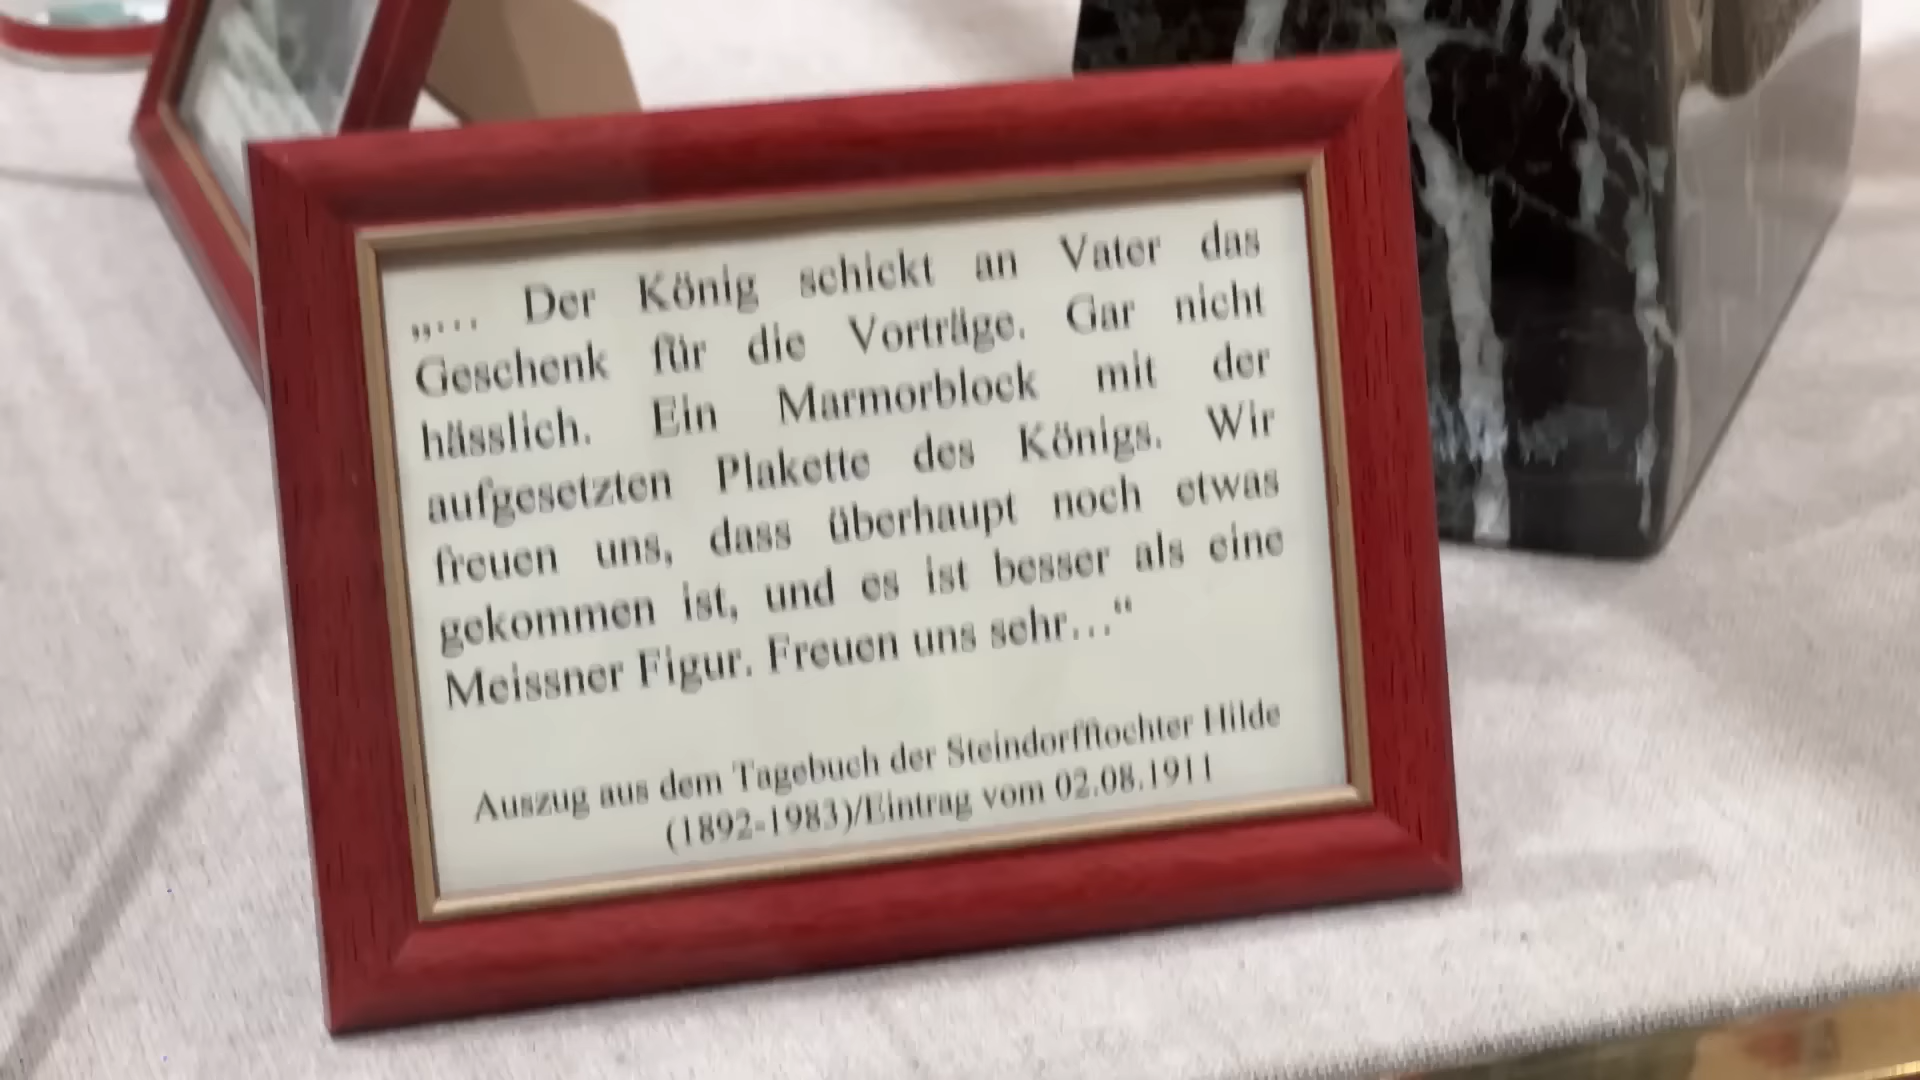 „… Der König schickt an Vater das
Geschenk für die Vorträge. Gar nicht
hässlich. Ein Marmorblock mit der
aufgesetzten Plakette des Königs. Wir
freuen uns, dass überhaupt noch etwas
gekommen ist, und es ist besser als eine
Meissner Figur. Freuen uns sehr…“
Auszug aus dem Tagebuch der Steindorfftochter Hilde
(1892-1983)/Eintrag vom 02.08.1911